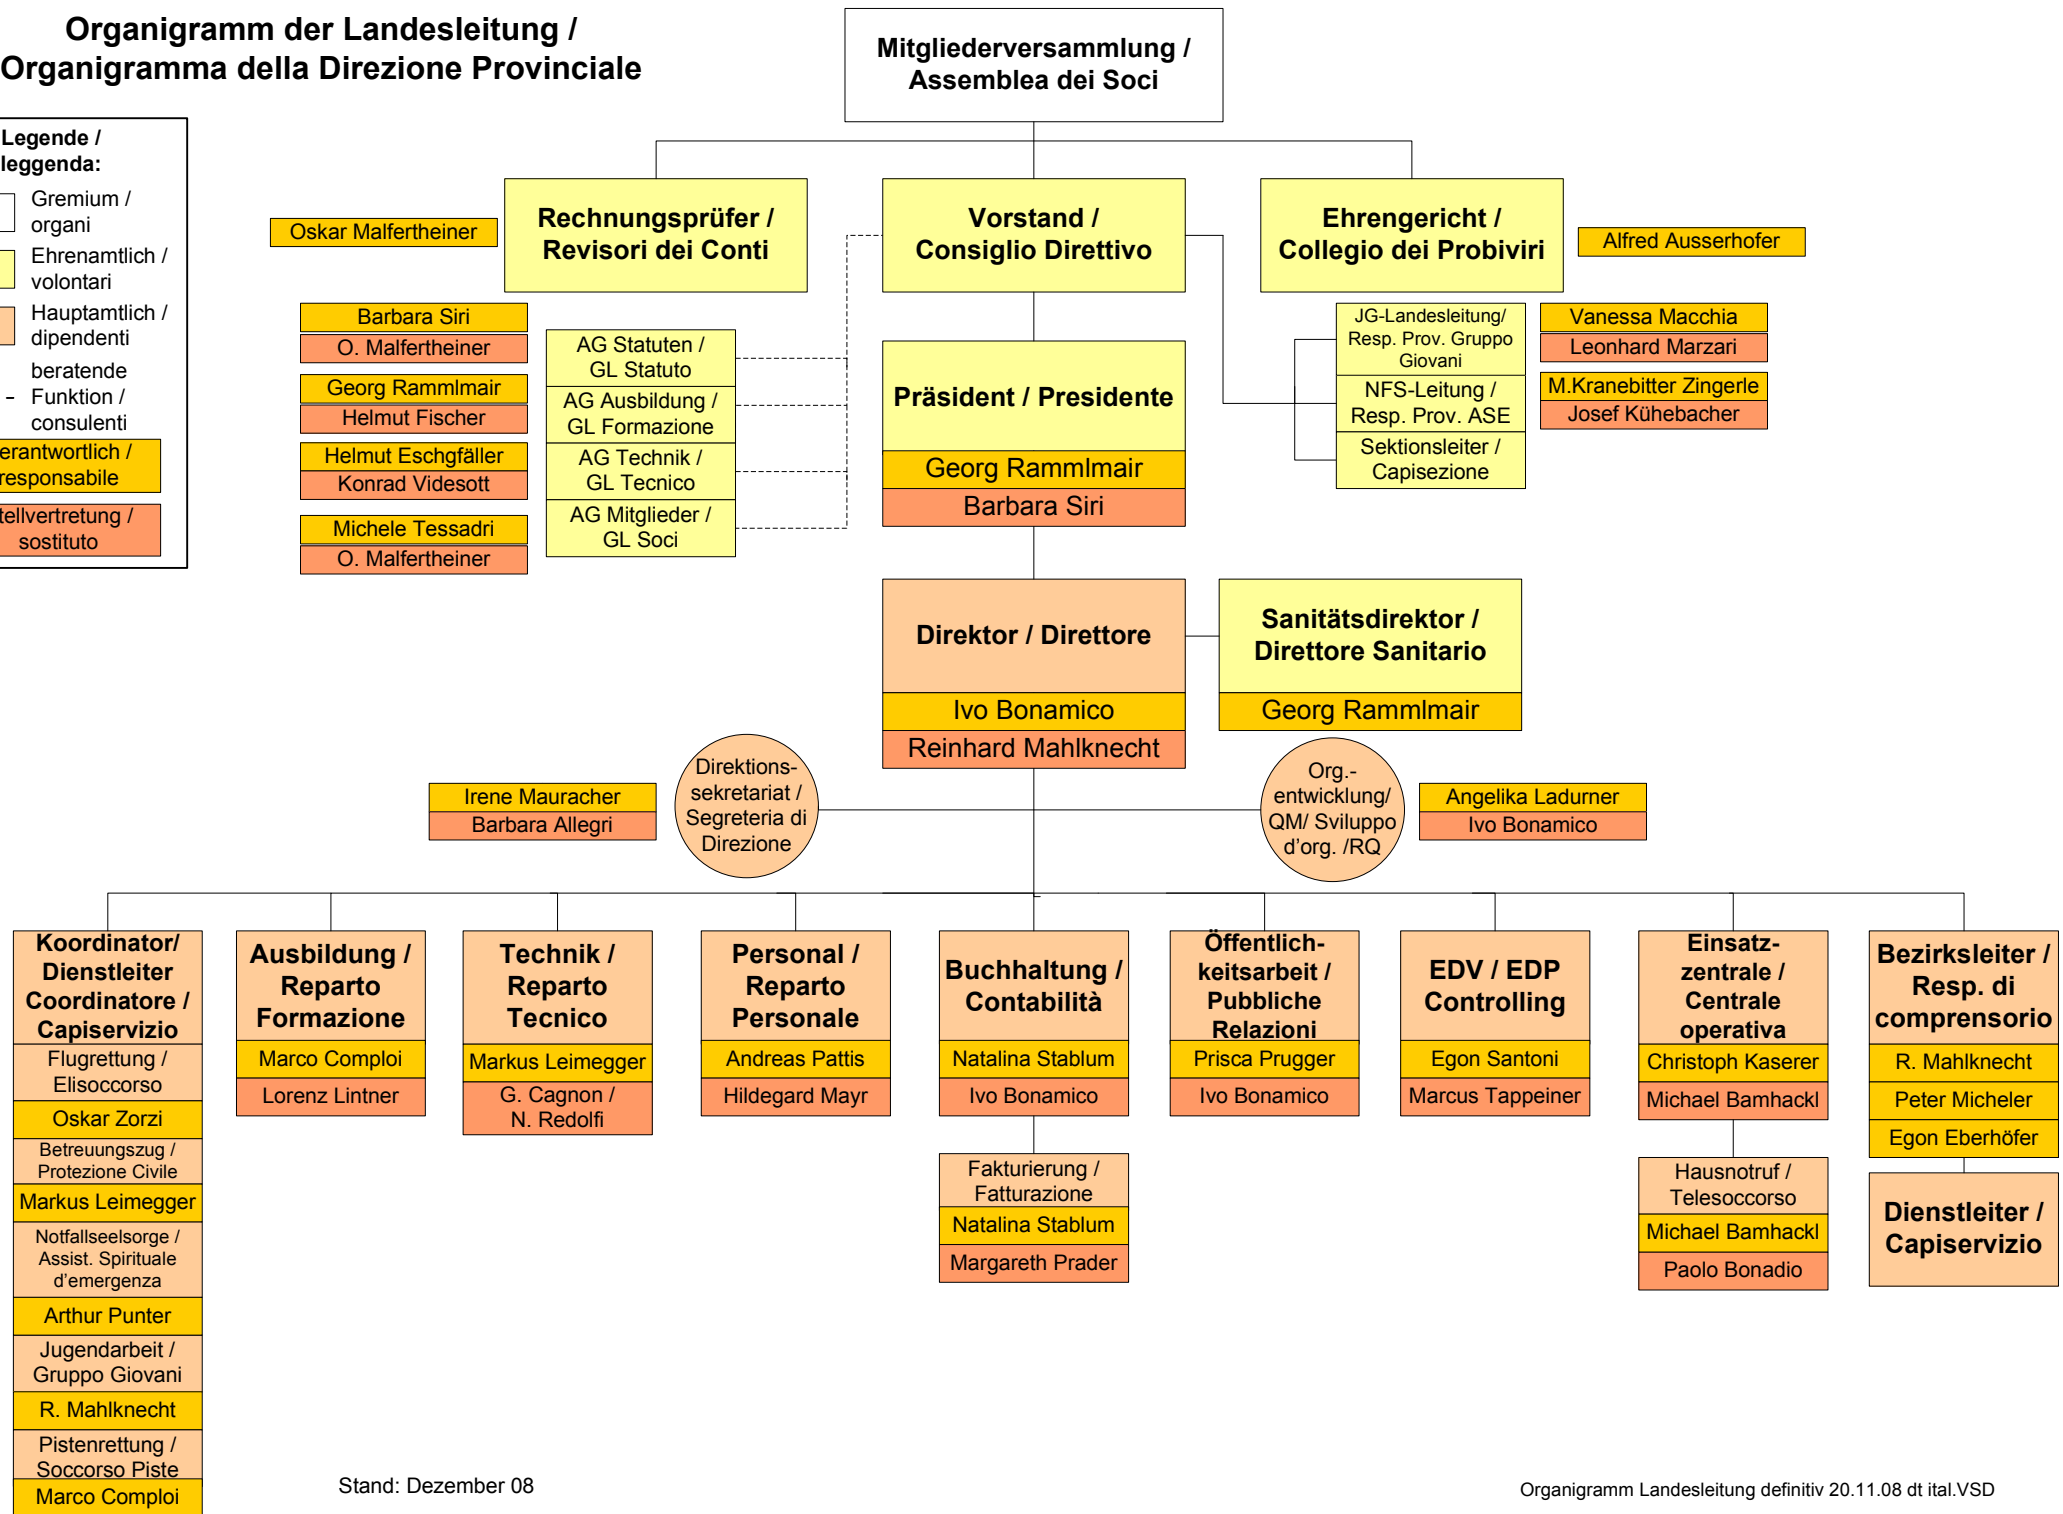 Organigramm der Landesleitung /
Organigramma della Direzione Provinciale
Mitgliederversammlung /
Assemblea dei Soci
Legende /
leggenda:
Gremium /
organi
Ehrenamtlich /
volontari
Hauptamtlich /
dipendenti
beratende
Funktion /
consulenti
erantwortlich /
responsabile
tellvertretung /
sostituto
Oskar Malfertheiner
Rechnungsprüfer /
Revisori dei Conti
Vorstand /
Consiglio Direttivo
Ehrengericht /
Collegio dei Probiviri
Alfred Ausserhofer
Barbara Siri
O. Malfertheiner
Georg Rammlmair
Helmut Fischer
Helmut Eschgfäller
Konrad Videsott
Michele Tessadri
O. Malfertheiner
AG Statuten /
GL Statuto
AG Ausbildung /
GL Formazione
AG Technik /
GL Tecnico
AG Mitglieder /
GL Soci
Präsident / Presidente
Georg Rammlmair
Barbara Siri
JG-Landesleitung/
Resp. Prov. Gruppo
Giovani
NFS-Leitung /
Resp. Prov. ASE
Sektionsleiter /
Capisezione
Vanessa Macchia
Leonhard Marzari
M.Kranebitter Zingerle
Josef Kühebacher
Direktor / Direttore
Ivo Bonamico
Reinhard Mahlknecht
Sanitätsdirektor /
Direttore Sanitario
Georg Rammlmair
Irene Mauracher
Barbara Allegri
Direktions-
sekretariat /
Segreteria di
Direzione
Org.-
entwicklung/
QM/ Sviluppo
d'org. /RQ
Angelika Ladurner
Ivo Bonamico
Koordinator/
Dienstleiter
Coordinatore /
Capiservizio
Flugrettung /
Elisoccorso
Oskar Zorzi
Betreuungszug /
Protezione Civile
Markus Leimegger
Notfallseelsorge /
Assist. Spirituale
d'emergenza
Arthur Punter
Jugendarbeit /
Gruppo Giovani
R. Mahlknecht
Pistenrettung /
Soccorso Piste
Marco Comploi
Ausbildung /
Reparto
Formazione
Marco Comploi
Lorenz Lintner
Technik /
Reparto
Tecnico
Markus Leimegger
G. Cagnon /
N. Redolfi
Personal /
Reparto
Personale
Andreas Pattis
Hildegard Mayr
Buchhaltung /
Contabilità
Natalina Stablum
Ivo Bonamico
Fakturierung /
Fatturazione
Natalina Stablum
Margareth Prader
Öffentlich-
keitsarbeit /
Pubbliche
Relazioni
Prisca Prugger
Ivo Bonamico
EDV / EDP
Controlling
Egon Santoni
Marcus Tappeiner
Einsatz-
zentrale /
Centrale
operativa
Christoph Kaserer
Michael Bamhackl
Hausnotruf /
Telesoccorso
Michael Bamhackl
Paolo Bonadio
Bezirksleiter /
Resp. di
comprensorio
R. Mahlknecht
Peter Micheler
Egon Eberhöfer
Dienstleiter /
Capiservizio
Stand: Dezember 08
Organigramm Landesleitung definitiv 20.11.08 dt ital.VSD